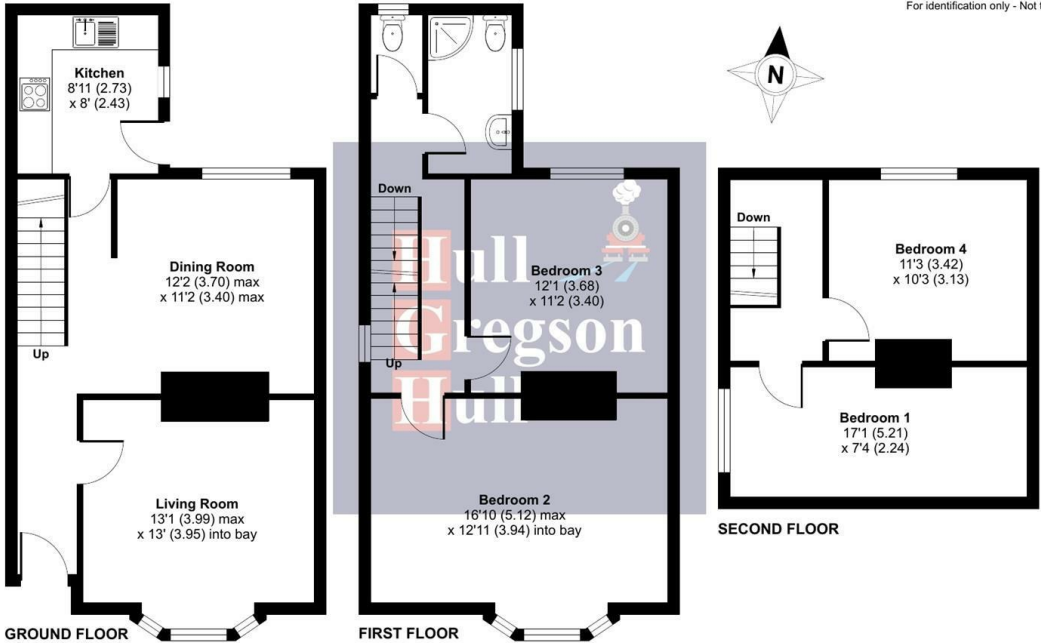 For identification only - Not t
Kitchen
8'11 (2.73)
x 8' (2.43)
N
Down
Down
Dining Room
12'2 (3.70) max
x 11'2 (3.40) max
Hull
Gregson
Hull
Bedroom 3
12'1 (3.68)
x 11'2 (3.40)
Bedroom 4
11'3 (3.42)
x 10'3 (3.13)
Up
Up
Bedroom 1
17'1 (5.21)
x 7'4 (2.24)
Living Room
13'1 (3.99) max
x 13' (3.95) into bay
Bedroom 2
16'10 (5.12) max
x 12'11 (3.94) into bay
SECOND FLOOR
GROUND FLOOR
FIRST FLOOR